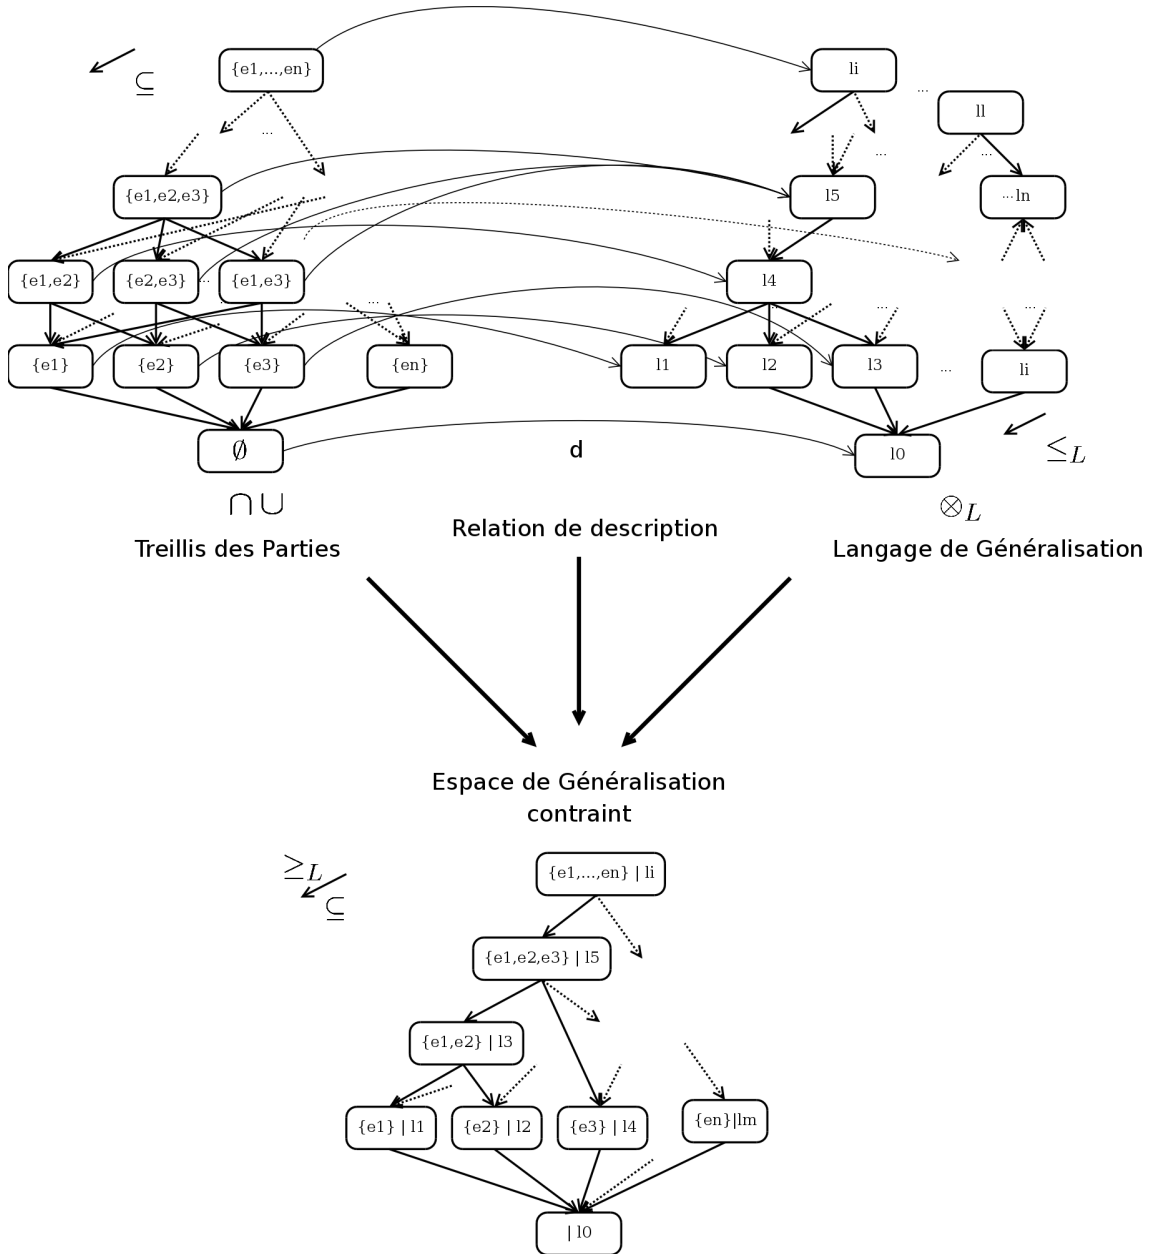 ⊆
{e1,...,en}
li
...
ll
...
...
...
{e1,e2,e3}
l5
...ln
{e1,e2}
{e2,e3}
...
{e1,e3}
l4
...
...
...
{e1}
{e2}
{e3}
{en}
l1
l2
l3
...
li
∅
d
l0
≤L
∩∪
⊗L
Treillis des Parties
Relation de description
Langage de Généralisation
Espace de Généralisation
contraint
≥L
⊆
{e1,...,en} | li
{e1,e2,e3} | l5
{e1,e2} | l3
{e1} | l1
{e2} | l2
{e3} | l4
{en}|lm
| l0